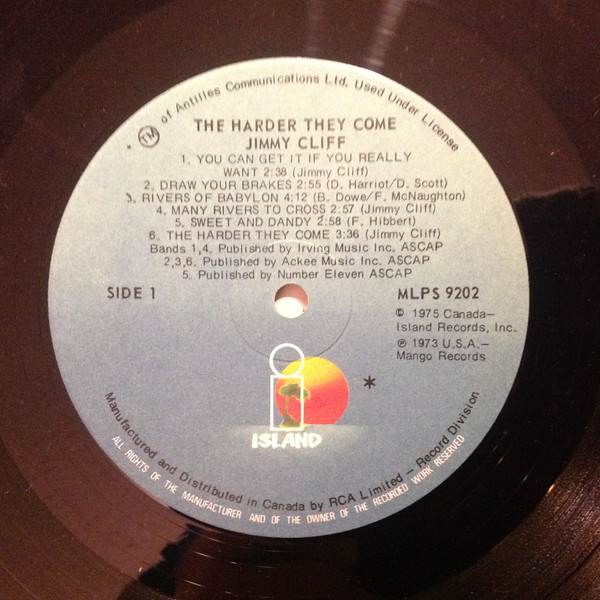 * TM of Antilles Communications Ltd. Used Under License
THE HARDER THEY COME
JIMMY CLIFF
1. YOU CAN GET IT IF YOU REALLY
WANT 2:38 (Jimmy Cliff)
2. DRAW YOUR BRAKES 2:55 (D. Harriot/D. Scott)
3. RIVERS OF BABYLON 4:12 (B. Dowe/F. McNaughton)
4. MANY RIVERS TO CROSS 2:57 (Jimmy Cliff)
5. SWEET AND DANDY 2:58 (F. Hibbert)
6. THE HARDER THEY COME 3:36 (Jimmy Cliff)
Bands 1,4, Published by Irving Music Inc. ASCAP
2,3,6. Published by Ackee Music Inc. ASCAP
5. Published by Number Eleven ASCAP
SIDE 1
MLPS 9202
© 1975 Canada—
Island Records, Inc.
℗ 1973 U.S.A.—
Mango Records
i *
ISLAND
Manufactured and Distributed in Canada by RCA Limited – Record Division
ALL RIGHTS OF THE MANUFACTURER AND OF THE OWNER OF THE RECORDED WORK RESERVED